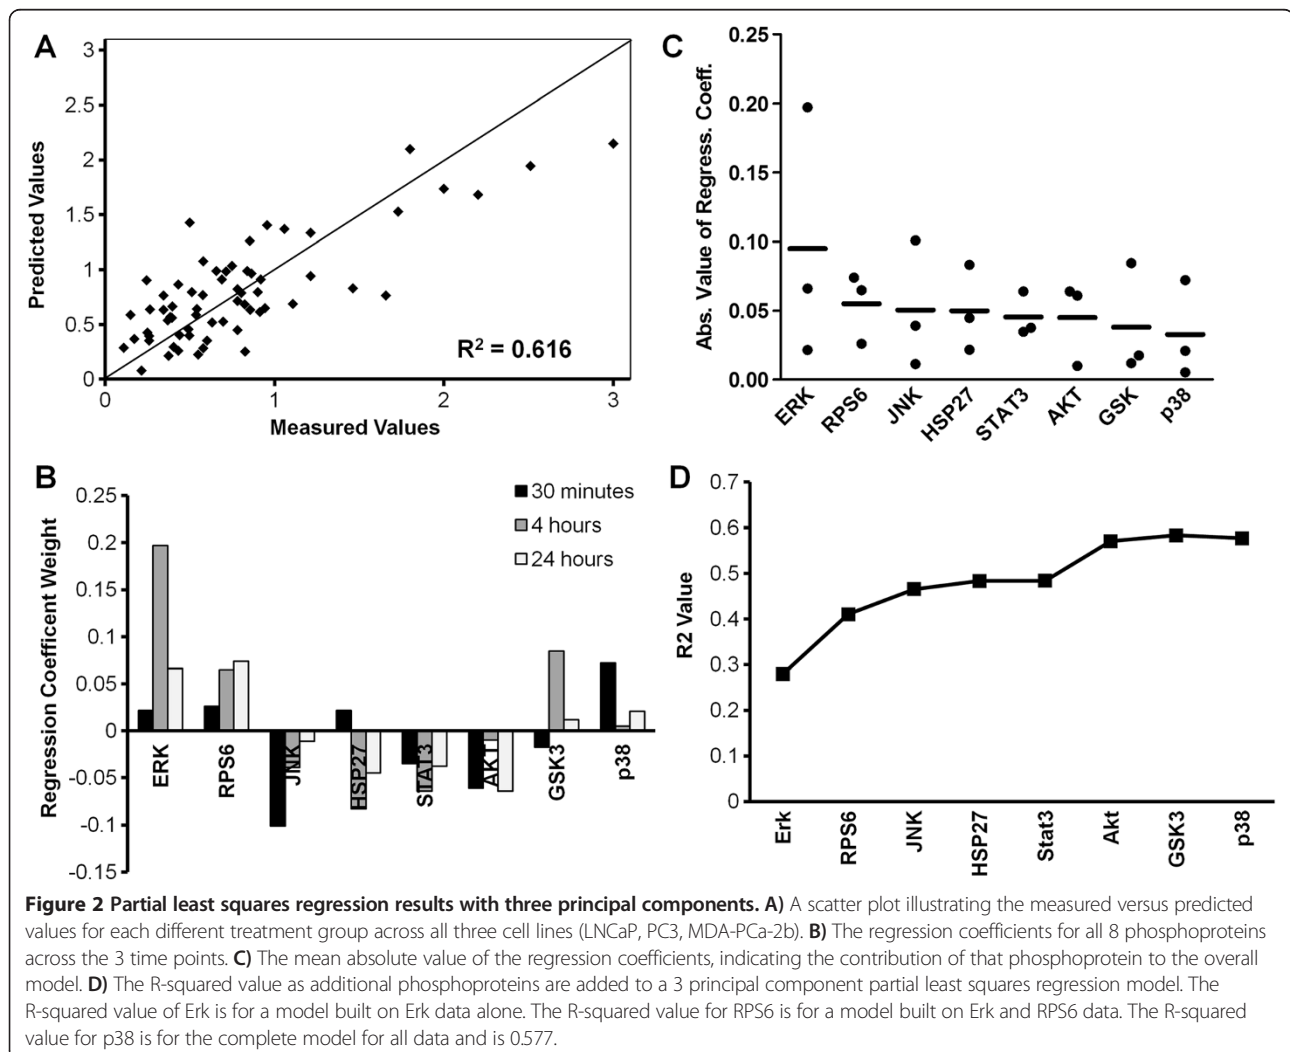 A
3
2.5
2
1.5
1
0.5
0
0
1
2
3
Predicted Values
Measured Values
R2 = 0.616
C
0.25
0.20
0.15
0.10
0.05
0.00
Abs. Value of Regress. Coeff.
ERK
RPS6
JNK
HSP27
STAT3
AKT
GSK
p38
B
0.25
0.2
0.15
0.1
0.05
0
-0.05
-0.1
-0.15
Regression Coefficent Weight
30 minutes
4 hours
24 hours
ERK
RPS6
JNK
HSP27
STAT3
AKT
GSK3
p38
D
0.7
0.6
0.5
0.4
0.3
0.2
0.1
0
R2 Value
Erk
RPS6
JNK
HSP27
Stat3
Akt
GSK3
p38
Figure 2 Partial least squares regression results with three principal components. A) A scatter plot illustrating the measured versus predicted
values for each different treatment group across all three cell lines (LNCaP, PC3, MDA-PCa-2b). B) The regression coefficients for all 8 phosphoproteins
across the 3 time points. C) The mean absolute value of the regression coefficients, indicating the contribution of that phosphoprotein to the overall
model. D) The R-squared value as additional phosphoproteins are added to a 3 principal component partial least squares regression model. The
R-squared value of Erk is for a model built on Erk data alone. The R-squared value for RPS6 is for a model built on Erk and RPS6 data. The R-squared
value for p38 is for the complete model for all data and is 0.577.